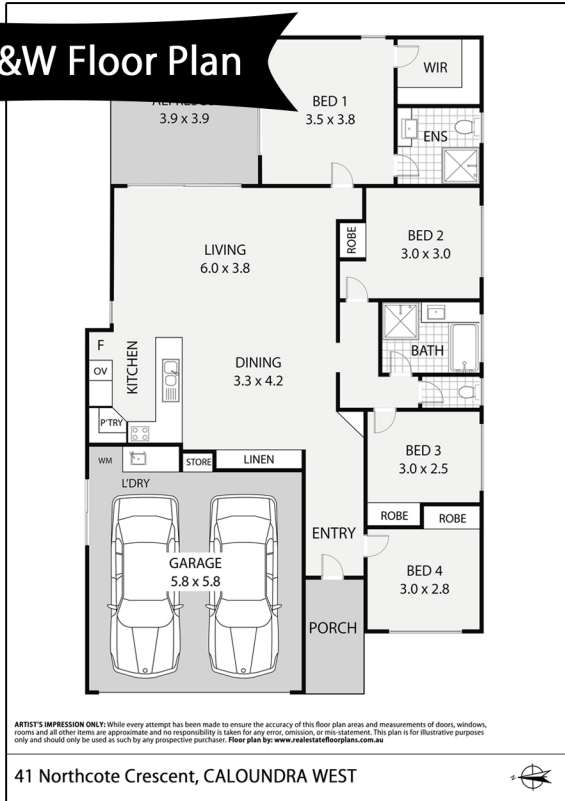 &W Floor Plan
WIR
BED 1
3.5 x 3.8
3.9 x 3.9
ENS
ROBE
BED 2
3.0 x 3.0
LIVING
6.0 x 3.8
F
OV
KITCHEN
DINING
3.3 x 4.2
BATH
P'TRY
WM
L'DRY
STORE
LINEN
BED 3
3.0 x 2.5
ROBE
ROBE
ENTRY
GARAGE
5.8 x 5.8
BED 4
3.0 x 2.8
PORCH
ARTIST'S IMPRESSION ONLY: While every attempt has been made to ensure the accuracy of this floor plan areas and measurements of doors, windows,
rooms and all other items are approximate and no responsibility is taken for any error, omission, or mis-statement. This plan is for illustrative purposes
only and should only be used as such by any prospective purchaser. Floor plan by: www.realestatefloorplans.com.au
41 Northcote Crescent, CALOUNDRA WEST